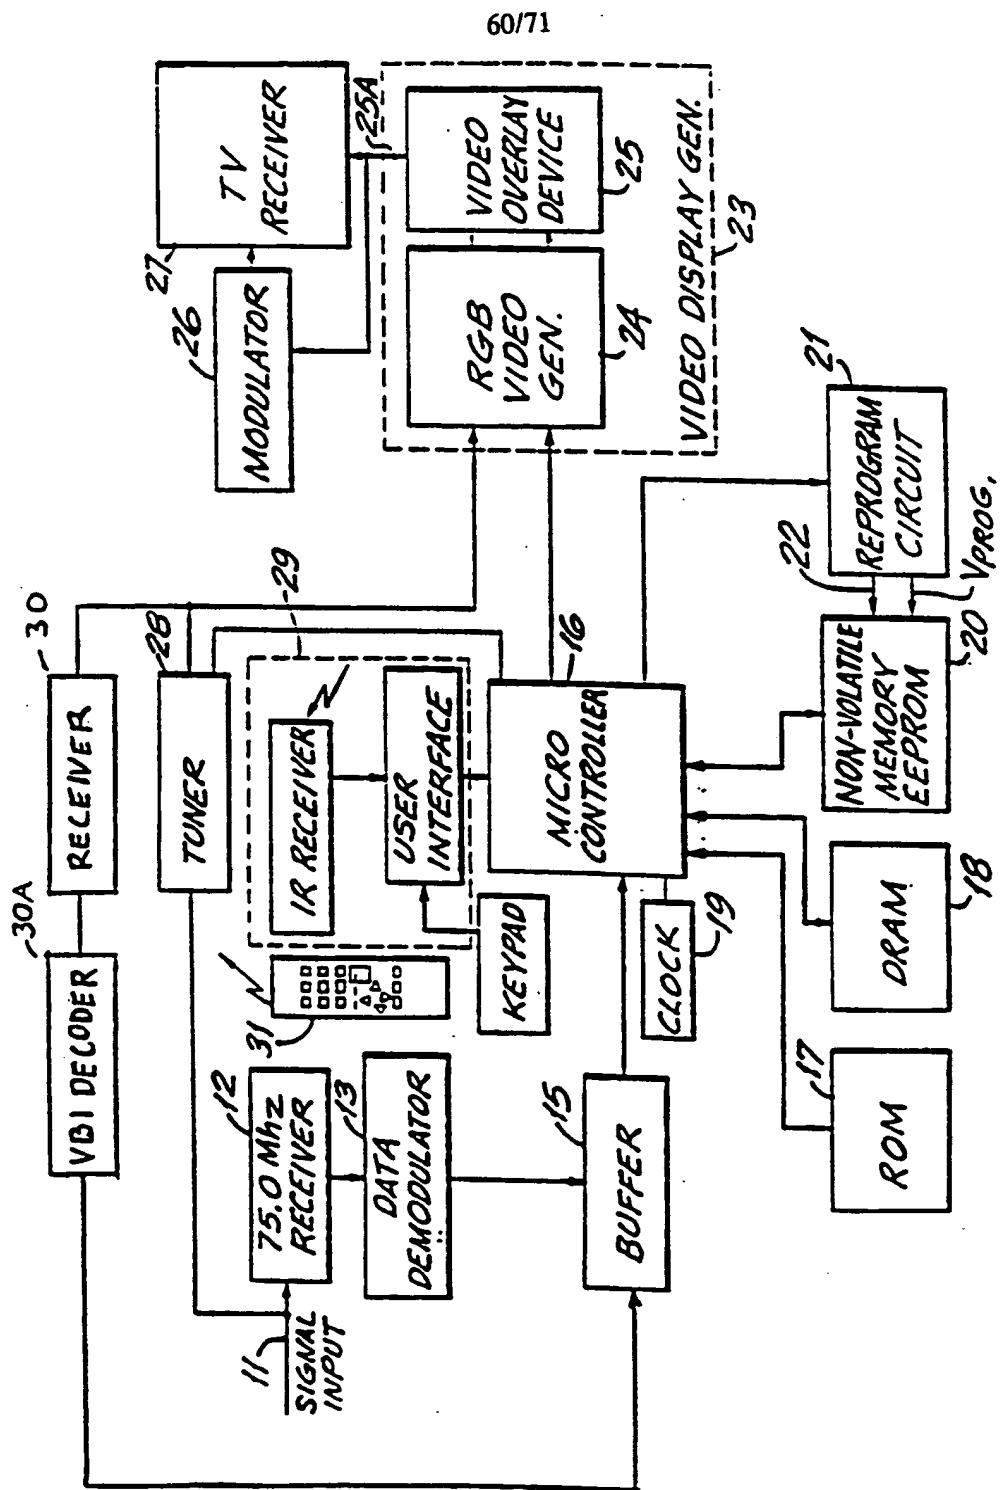 60/71
30A
VBI DECODER
30
RECEIVER
28
TUNER
29
IR RECEIVER
USER
INTERFACE
31
KEYPAD
11
SIGNAL
INPUT
12
75.0 Mhz
RECEIVER
13
DATA
DEMODULATOR
15
BUFFER
16
MICRO
CONTROLLER
CLOCK
19
17
ROM
DRAM
18
NON-VOLATILE
MEMORY
EEPROM
20
22
VPROG.
21
REPROGRAM
CIRCUIT
26
MODULATOR
27
TV
RECEIVER
25A
RGB
VIDEO
GEN.
24
VIDEO
OVERLAY
DEVICE
25
VIDEO DISPLAY GEN.
23